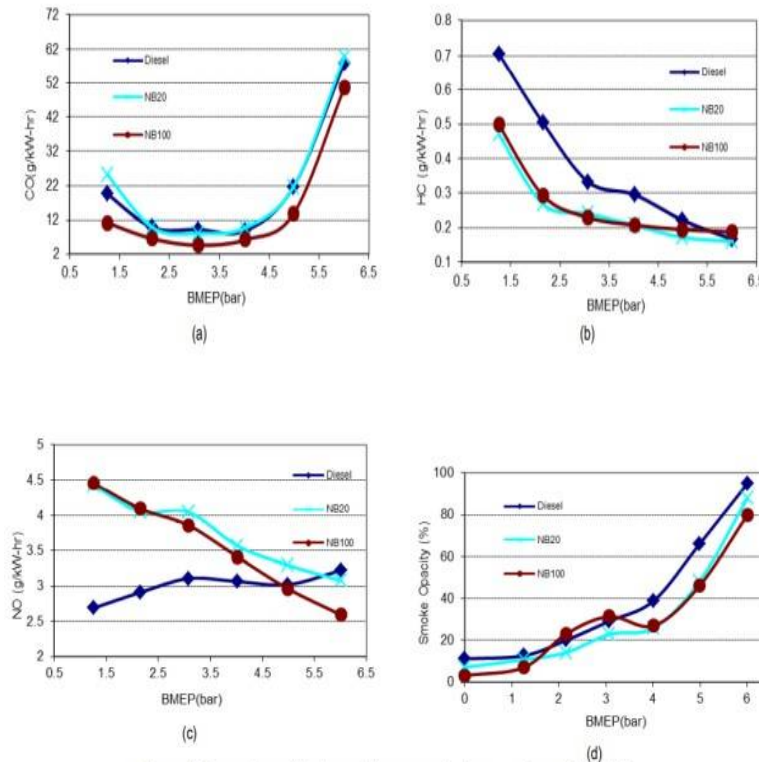 72
62
52
42
32
22
12
2
CO(g/kW-hr)
Diesel
NB20
NB100
0.5 1.5 2.5 3.5 4.5 5.5 6.5
BMEP(bar)
(a)
0.8
0.7
0.6
0.5
0.4
0.3
0.2
0.1
HC (g/kW-hr)
Diesel
NB20
NB100
0.5 1.5 2.5 3.5 4.5 5.5 6.5
BMEP(bar)
(b)
5
4.5
4
3.5
3
2.5
2
NO (g/kW-hr)
Diesel
NB20
NB100
0.5 1.5 2.5 3.5 4.5 5.5 6.5
BMEP(bar)
(c)
100
80
60
40
20
0
Smoke Opacity (%)
Diesel
NB20
NB100
0 1 2 3 4 5 6
BMEP(bar)
(d)